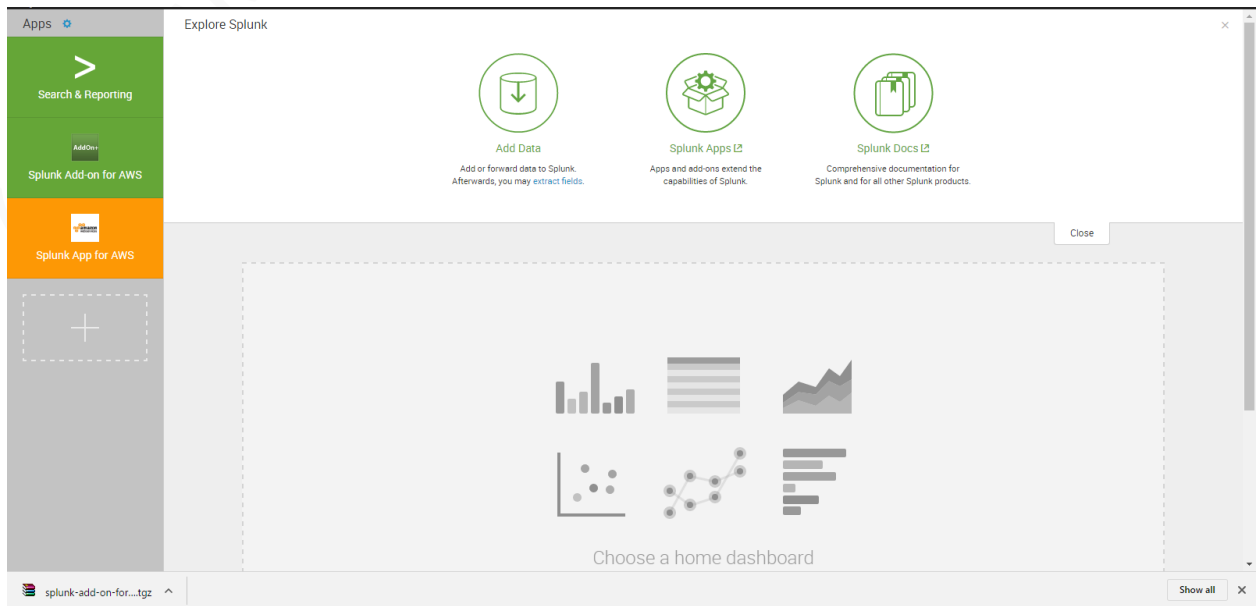 Apps
Explore Splunk
>
Search & Reporting
AddOn+
Splunk Add-on for AWS
Splunk App for AWS
Add Data
Add or forward data to Splunk.
Afterwards, you may extract fields.
Splunk Apps
Apps and add-ons extend the
capabilities of Splunk.
Splunk Docs
Comprehensive documentation for
Splunk and for all other Splunk products.
Close
Choose a home dashboard
splunk-add-on-for....tgz
Show all